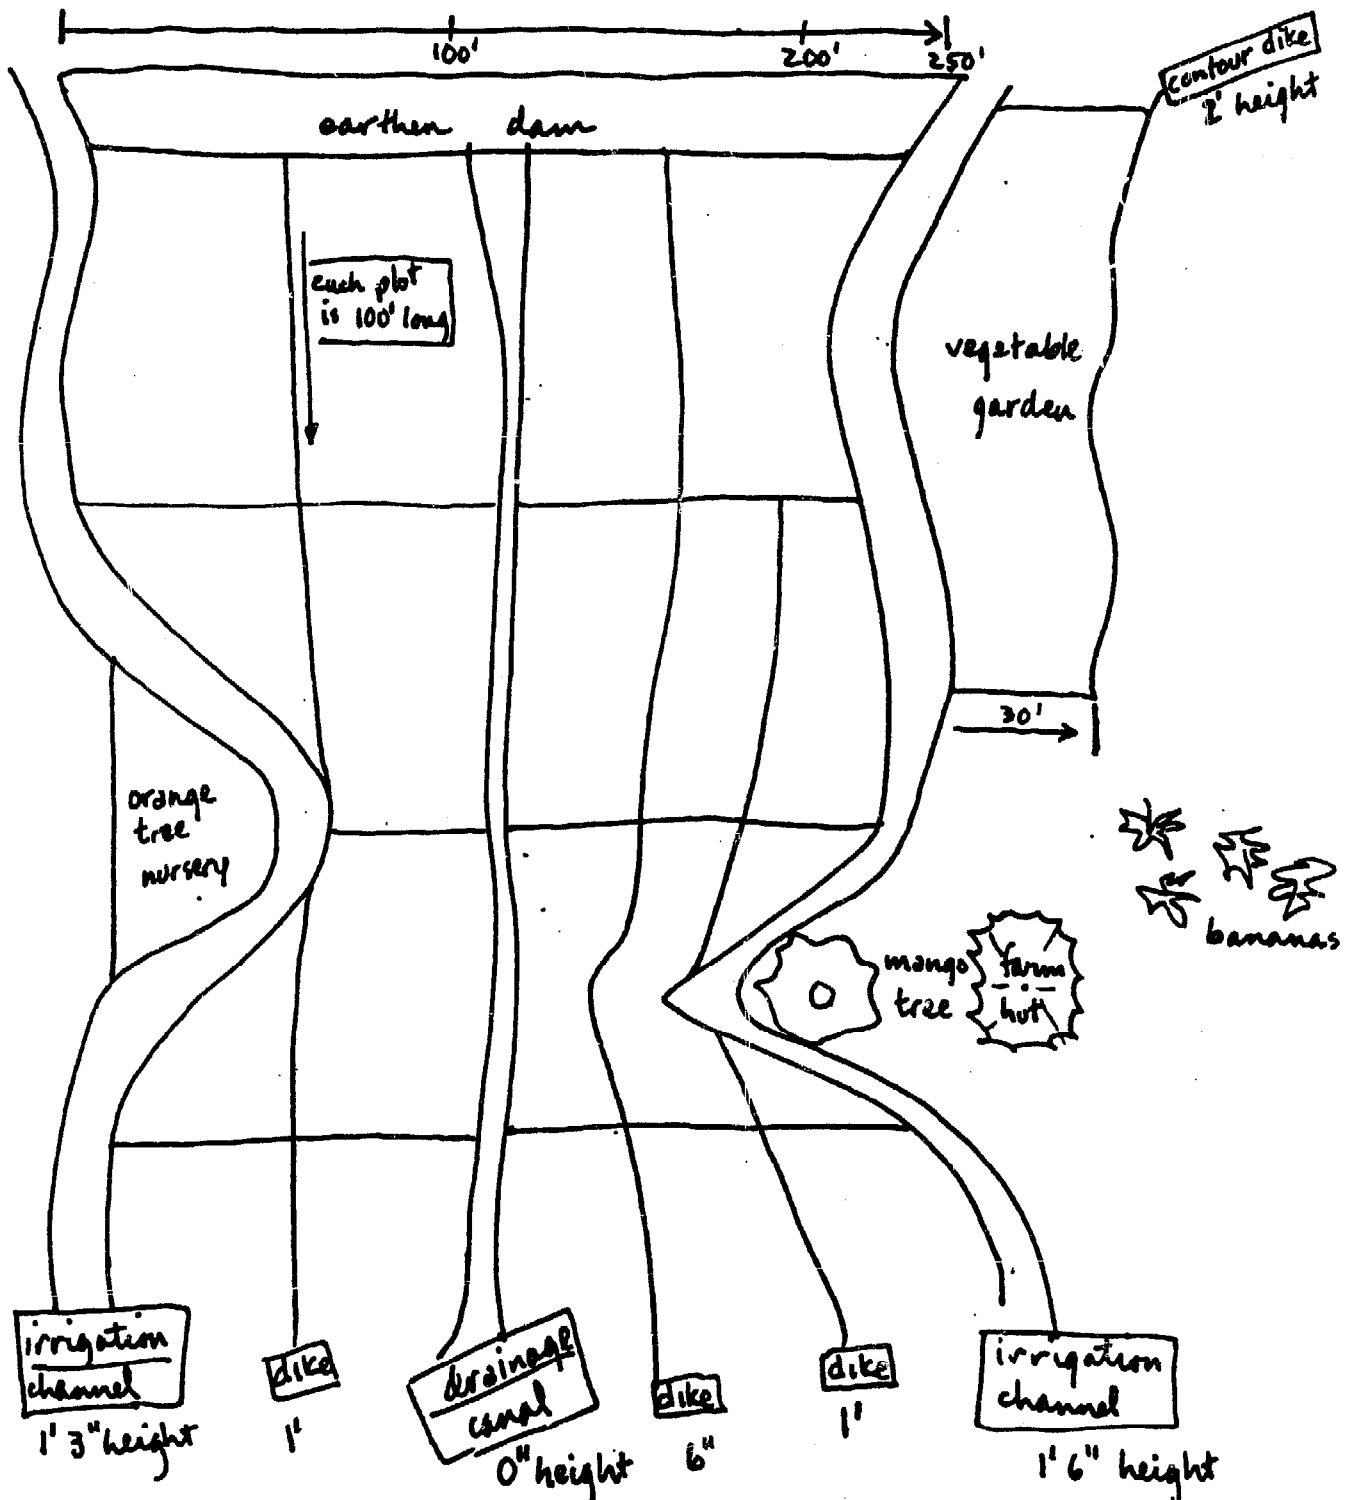 100'
200'
250'
contour dike
2' height
earthen dam
each plot
is 100' long
vegetable
garden
30'
orange
tree
nursery
bananas
mango
tree
farm
hut
irrigation
channel
1' 3" height
dike
1'
drainage
canal
0" height
dike
6"
dike
1'
irrigation
channel
1' 6" height